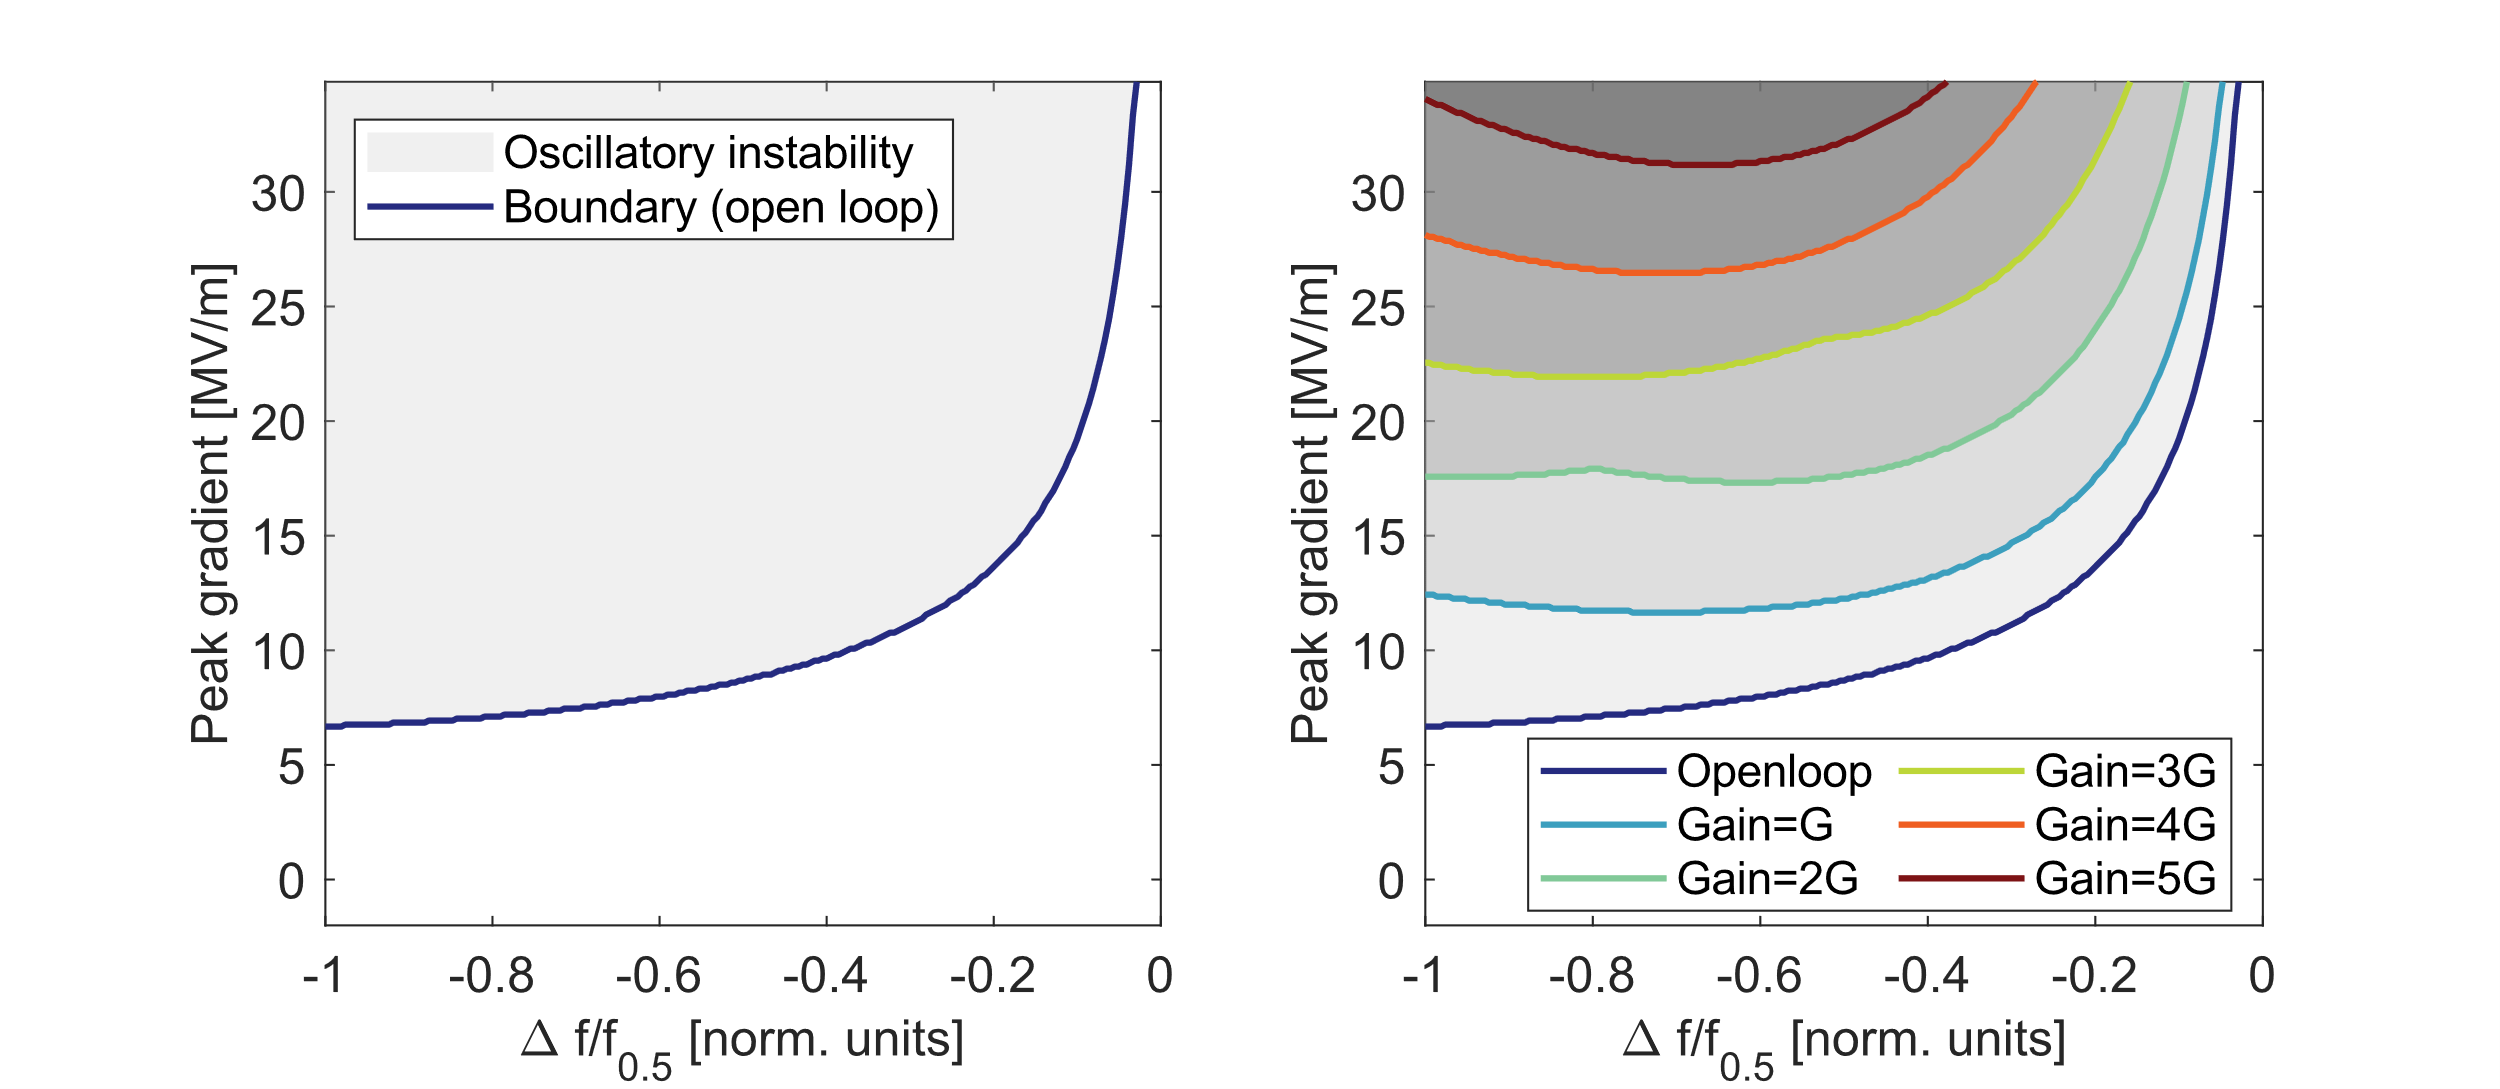 Oscillatory instability
Boundary (open loop)
30
25
20
15
10
5
0
Peak gradient [MV/m]
-1
-0.8
-0.6
-0.4
-0.2
0
Δ f/f0.5 [norm. units]
30
25
20
15
10
5
0
Peak gradient [MV/m]
Openloop
Gain=G
Gain=2G
Gain=3G
Gain=4G
Gain=5G
-1
-0.8
-0.6
-0.4
-0.2
0
Δ f/f0.5 [norm. units]